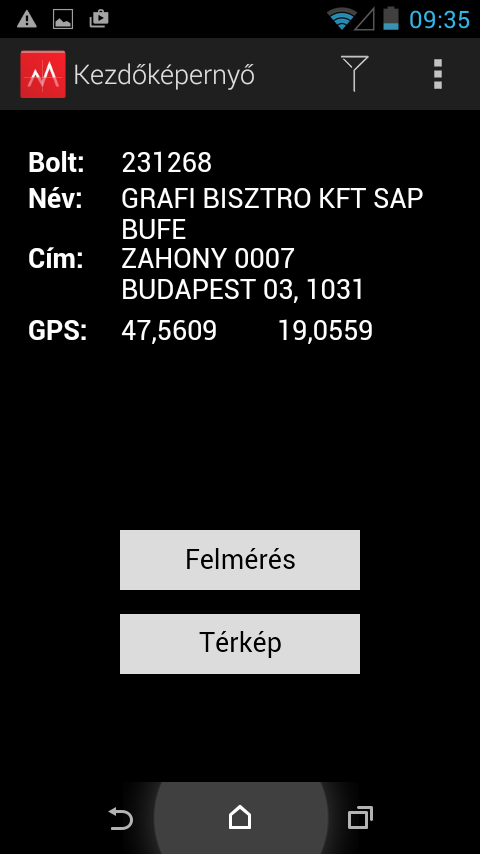 09:35
Kezdőképernyő
Bolt: 231268
Név: GRAFI BISZTRO KFT SAP
BUFE
Cím: ZAHONY 0007
BUDAPEST 03, 1031
GPS: 47,5609 19,0559
Felmérés
Térkép